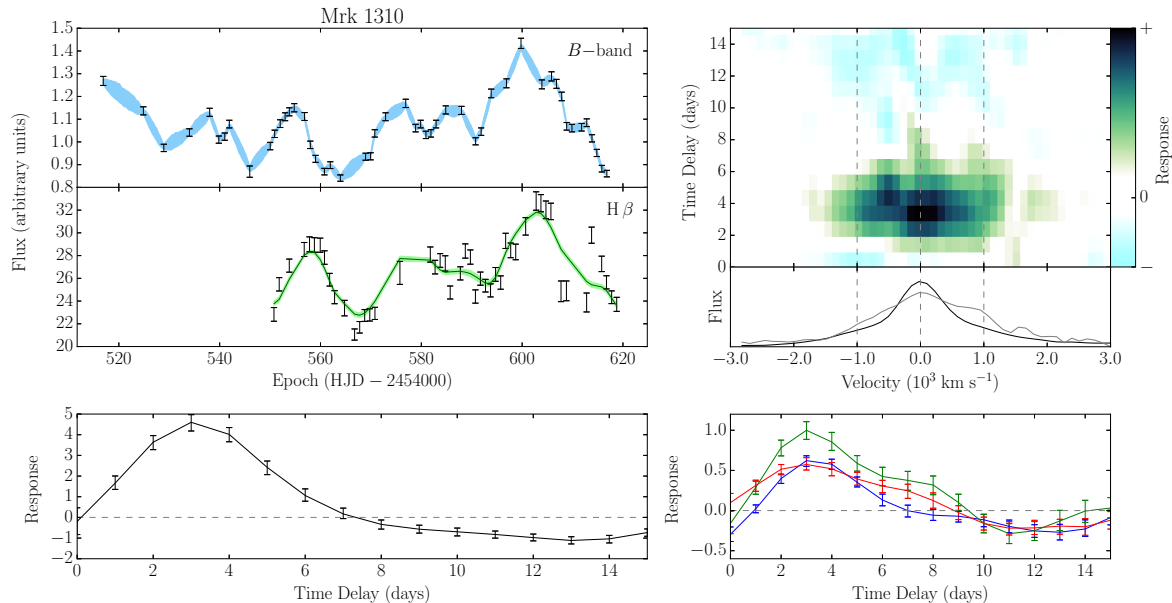 Mrk 1310
B−band
1.5
1.4
1.3
1.2
1.1
1.0
0.9
0.8
Hβ
32
30
28
26
24
22
20
Flux (arbitrary units)
520 540 560 580 600 620
Epoch (HJD − 2454000)
14
12
10
8
6
4
2
0
Time Delay (days)
+
0
−
Response
Flux
−3.0 −2.0 −1.0 0.0 1.0 2.0 3.0
Velocity (10³ km s⁻¹)
5
4
3
2
1
0
−1
−2
Response
0 2 4 6 8 10 12 14
Time Delay (days)
1.0
0.5
0.0
−0.5
Response
0 2 4 6 8 10 12 14
Time Delay (days)